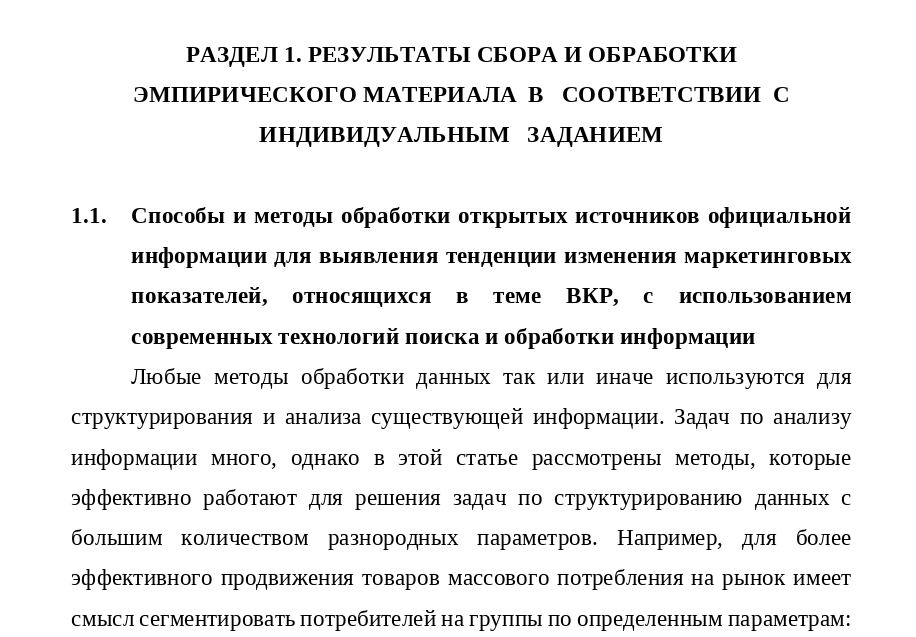 РАЗДЕЛ 1. РЕЗУЛЬТАТЫ СБОРА И ОБРАБОТКИ
ЭМПИРИЧЕСКОГО МАТЕРИАЛА В СООТВЕТСТВИИ С
ИНДИВИДУАЛЬНЫМ ЗАДАНИЕМ
1.1. Способы и методы обработки открытых источников официальной
информации для выявления тенденции изменения маркетинговых
показателей, относящихся в теме ВКР, с использованием
современных технологий поиска и обработки информации
Любые методы обработки данных так или иначе используются для
структурирования и анализа существующей информации. Задач по анализу
информации много, однако в этой статье рассмотрены методы, которые
эффективно работают для решения задач по структурированию данных с
большим количеством разнородных параметров. Например, для более
эффективного продвижения товаров массового потребления на рынок имеет
смысл сегментировать потребителей на группы по определенным параметрам: